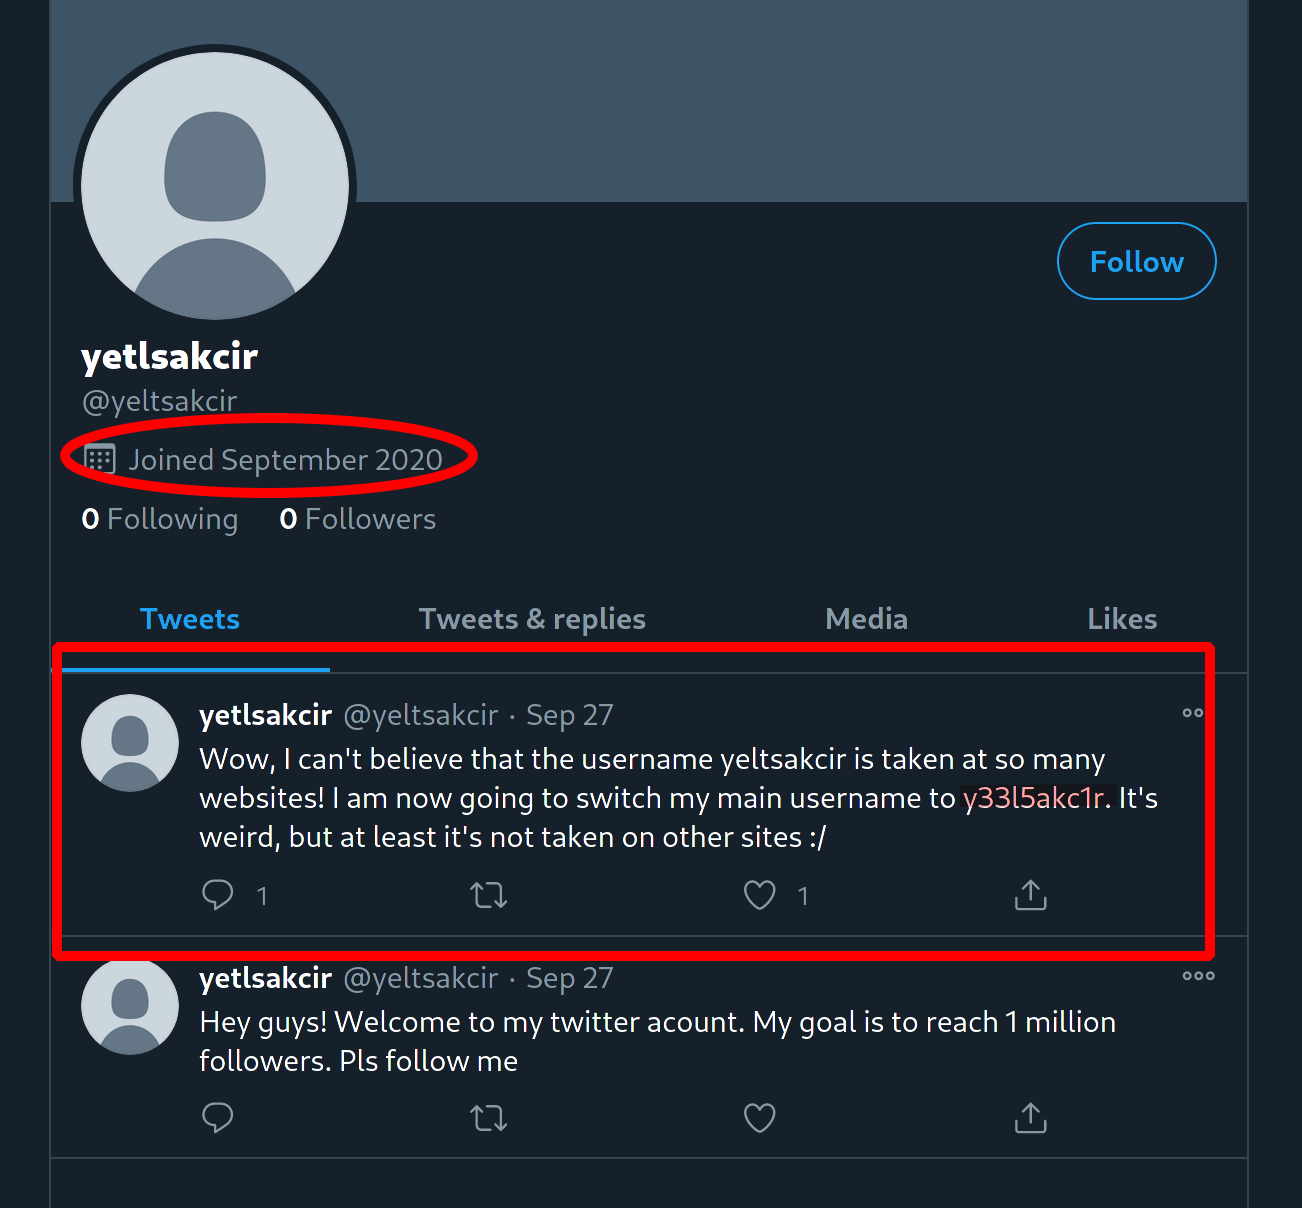 Follow
yetlsakcir
@yeltsakcir
Joined September 2020
0 Following 0 Followers
Tweets Tweets & replies Media Likes
yetlsakcir @yeltsakcir · Sep 27
Wow, I can't believe that the username yeltsakcir is taken at so many
websites! I am now going to switch my main username to y33l5akc1r. It's
weird, but at least it's not taken on other sites :/
1 1
yetlsakcir @yeltsakcir · Sep 27
Hey guys! Welcome to my twitter acount. My goal is to reach 1 million
followers. Pls follow me